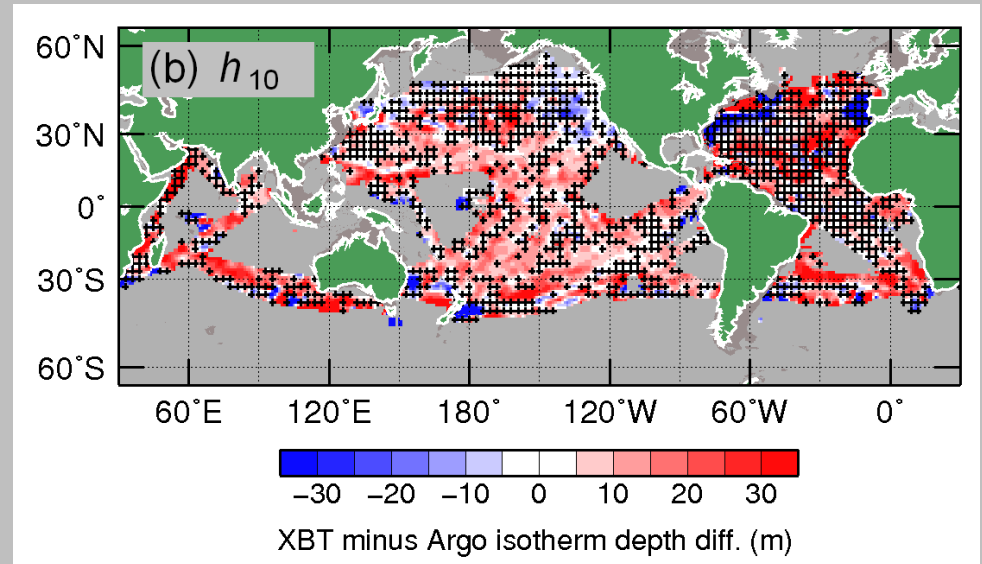 (b) h10
60˚N
30˚N
0˚
30˚S
60˚S
60˚E 120˚E 180˚ 120˚W 60˚W 0˚
−30 −20 −10 0 10 20 30
XBT minus Argo isotherm depth diff. (m)